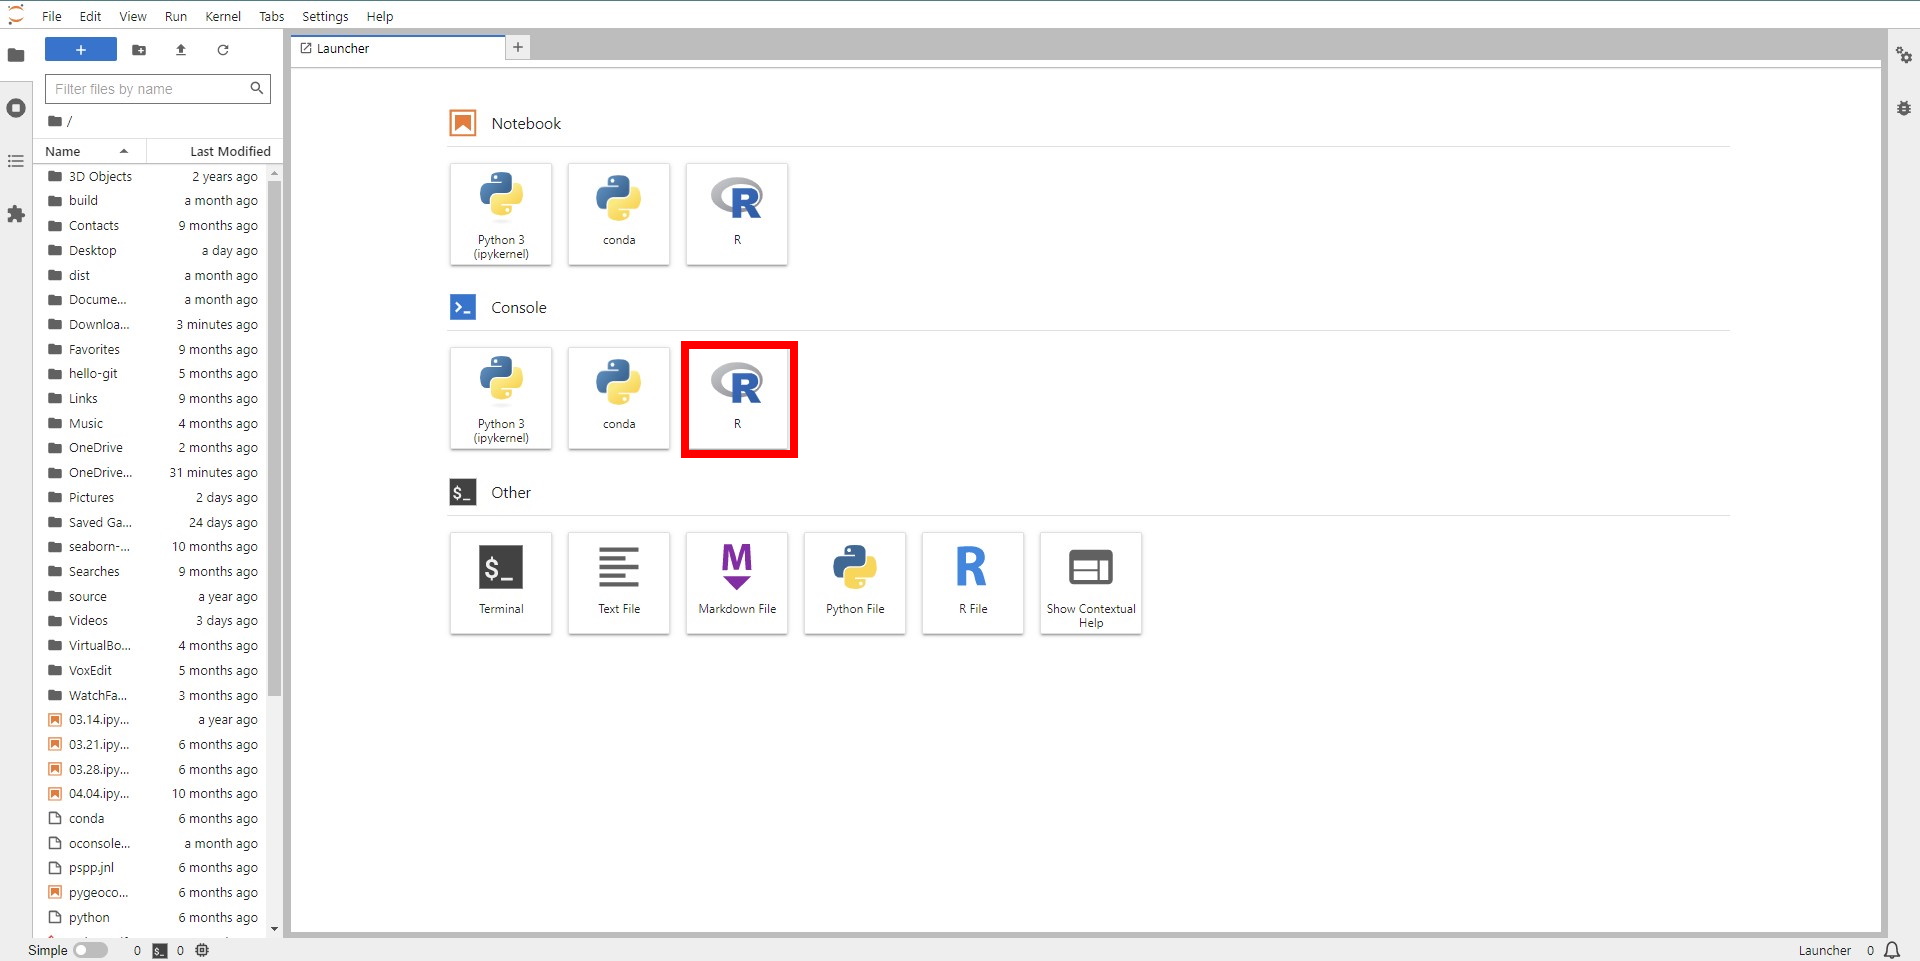 File Edit View Run Kernel Tabs Settings Help
+
Launcher +
Filter files by name
/
Name Last Modified
3D Objects 2 years ago
build a month ago
Contacts 9 months ago
Desktop a day ago
dist a month ago
Docume... a month ago
Downloa... 3 minutes ago
Favorites 9 months ago
hello-git 5 months ago
Links 9 months ago
Music 4 months ago
OneDrive 2 months ago
OneDrive... 31 minutes ago
Pictures 2 days ago
Saved Ga... 24 days ago
seaborn-... 10 months ago
Searches 9 months ago
source a year ago
Videos 3 days ago
VirtualBo... 4 months ago
VoxEdit 5 months ago
WatchFa... 3 months ago
03.14.ipy... a year ago
03.21.ipy... 6 months ago
03.28.ipy... 6 months ago
04.04.ipy... 10 months ago
conda 6 months ago
oconsole... a month ago
pspp.jnl 6 months ago
pygeoco... 6 months ago
python 6 months ago
Notebook
R
Python 3 conda R
(ipykernel)
>_ Console
R
Python 3 conda R
(ipykernel)
$_ Other
$_ M R
Terminal Text File Markdown File Python File R File Show Contextual
Help
Simple 0 $_ 0
Launcher 0